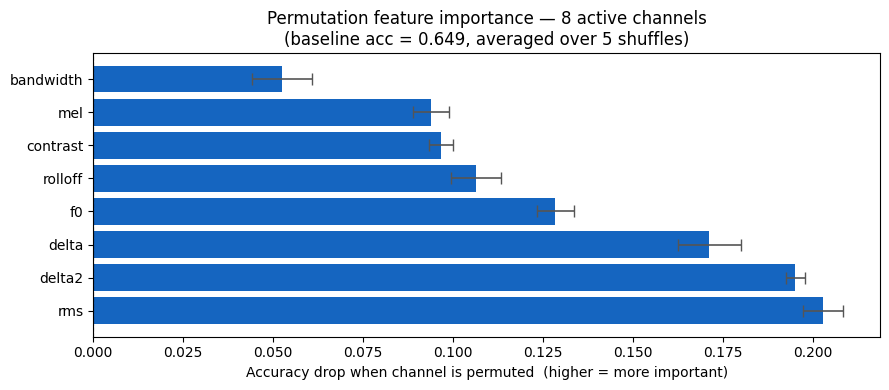 Permutation feature importance — 8 active channels
(baseline acc = 0.649, averaged over 5 shuffles)
bandwidth
mel
contrast
rolloff
f0
delta
delta2
rms
0.000 0.025 0.050 0.075 0.100 0.125 0.150 0.175 0.200
Accuracy drop when channel is permuted  (higher = more important)